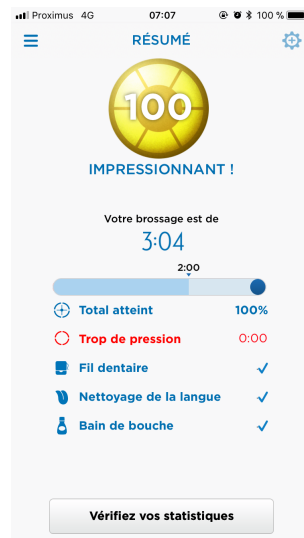 Proximus 4G 07:07 100 %
RÉSUMÉ
100
IMPRESSIONNANT !
Votre brossage est de
3:04
2:00
Total atteint 100%
Trop de pression 0:00
Fil dentaire
Nettoyage de la langue
Bain de bouche
Vérifiez vos statistiques